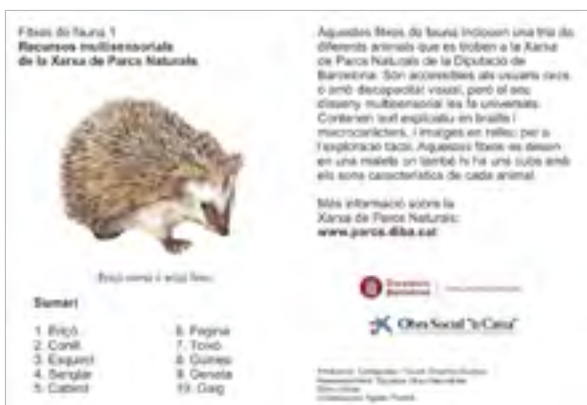 Fitxes de fauna 1
Recursos multisensorials
de la Xarxa de Parcs Naturals
Sumari
1. Eriçó
2. Conill
3. Esquirol
4. Senglar
5. Cabirol
6. Fagina
7. Toixó
8. Guineu
9. Geneta
10. Gaig
Aquestes fitxes de fauna inclouen una tria de
diferents animals que es troben a la Xarxa
de Parcs Naturals de la Diputació de
Barcelona. Són accessibles als usuaris cecs
o amb discapacitat visual, però el seu
disseny multisensorial les fa universals.
Contenen text explicatiu en braille i
macrocaràcters, i imatges en relleu per a
l'exploració tàctil. Aquestes fitxes es desen
en una maleta on també hi ha uns cubs amb
els sons característics de cada animal.
Més informació sobre la
Xarxa de Parcs Naturals:
www.parcs.diba.cat
Diputació
Barcelona
Obra Social "la Caixa"